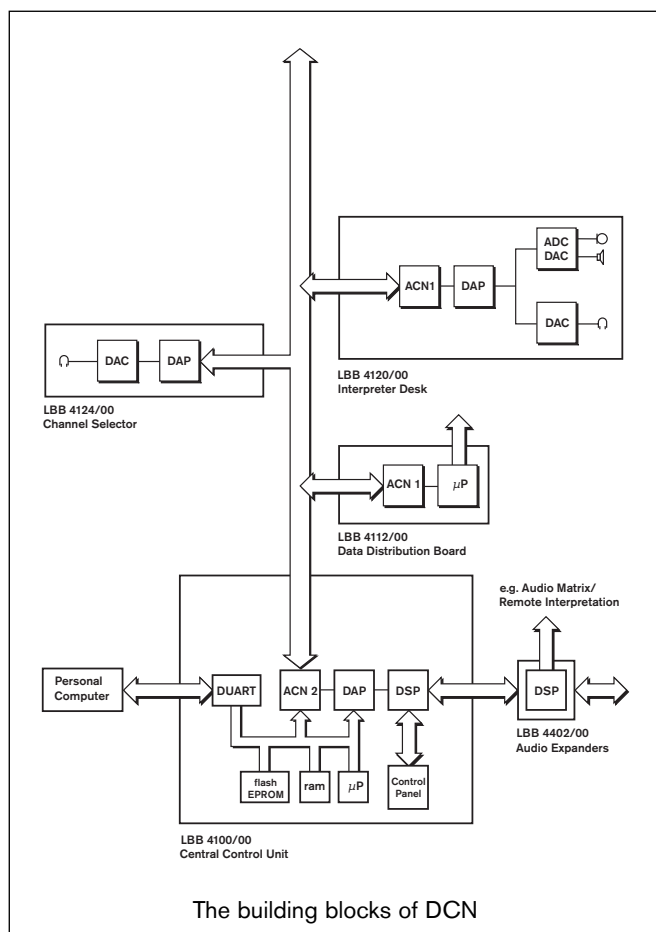 ADC
DAC
ACN1
DAP
DAC
LBB 4120/00
Interpreter Desk
DAC
DAP
LBB 4124/00
Channel Selector
ACN 1
µP
LBB 4112/00
Data Distribution Board
e.g. Audio Matrix/
Remote Interpretation
Personal
Computer
DUART
ACN 2
DAP
DSP
DSP
LBB 4402/00
Audio Expanders
flash
EPROM
ram
µP
Control
Panel
LBB 4100/00
Central Control Unit
The building blocks of DCN